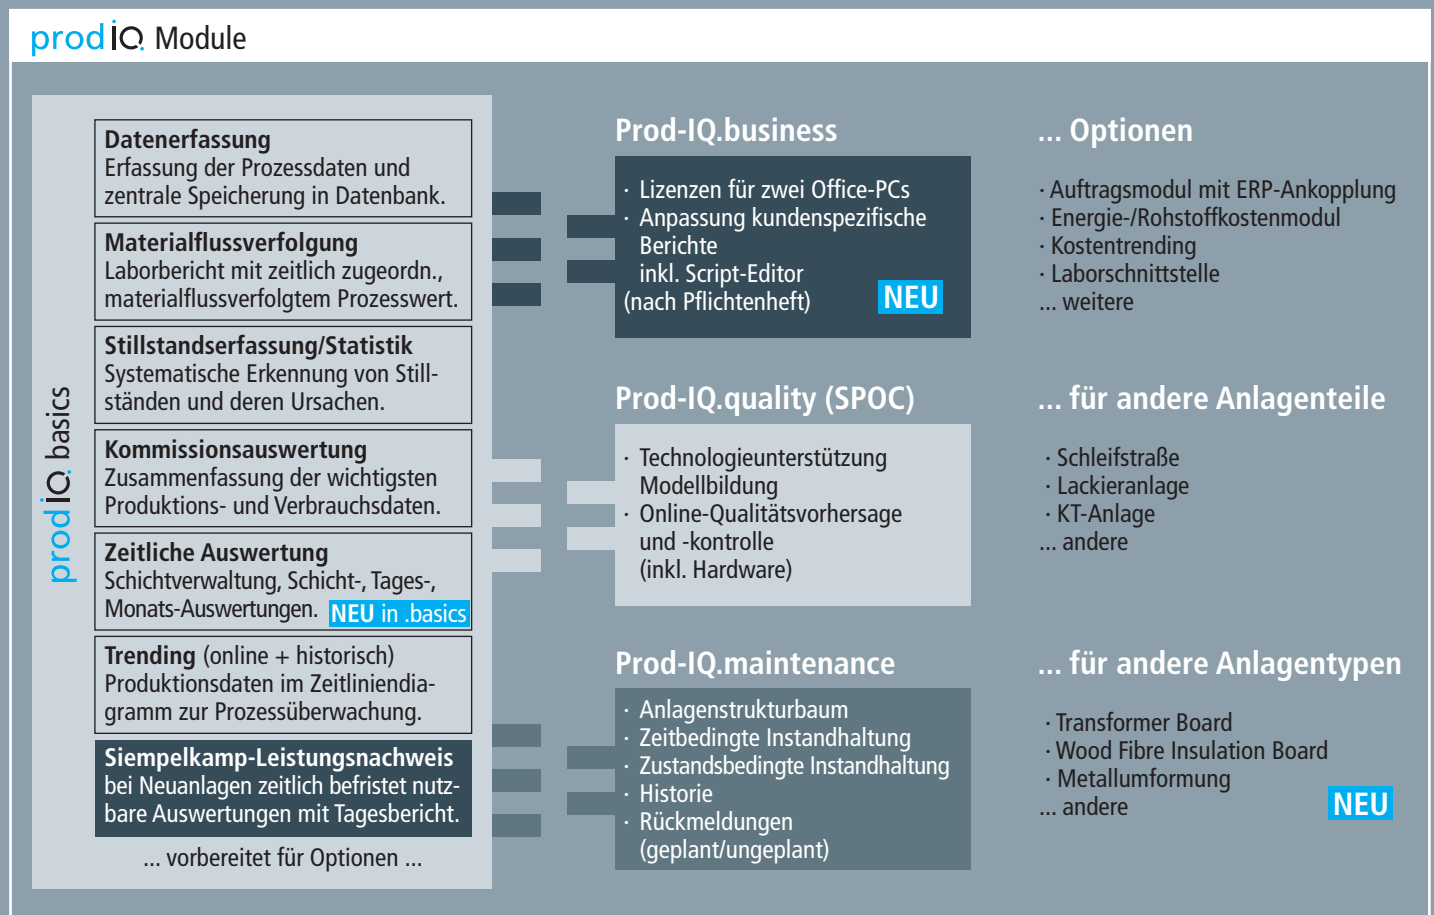 prod IQ Module
prod IQ basics
Datenerfassung
Erfassung der Prozessdaten und
zentrale Speicherung in Datenbank.
Materialflussverfolgung
Laborbericht mit zeitlich zugeordn.,
materialflussverfolgtem Prozesswert.
Stillstandserfassung/Statistik
Systematische Erkennung von Still-
ständen und deren Ursachen.
Kommissionsauswertung
Zusammenfassung der wichtigsten
Produktions- und Verbrauchsdaten.
Zeitliche Auswertung
Schichtverwaltung, Schicht-, Tages-,
Monats-Auswertungen. NEU in .basics
Trending (online + historisch)
Produktionsdaten im Zeitliniendia-
gramm zur Prozessüberwachung.
Siempelkamp-Leistungsnachweis
bei Neuanlagen zeitlich befristet nutz-
bare Auswertungen mit Tagesbericht.
... vorbereitet für Optionen ...
Prod-IQ.business
· Lizenzen für zwei Office-PCs
· Anpassung kundenspezifische
Berichte
inkl. Script-Editor
(nach Pflichtenheft) NEU
Prod-IQ.quality (SPOC)
· Technologieunterstützung
Modellbildung
· Online-Qualitätsvorhersage
und -kontrolle
(inkl. Hardware)
Prod-IQ.maintenance
· Anlagenstrukturbaum
· Zeitbedingte Instandhaltung
· Zustandsbedingte Instandhaltung
· Historie
· Rückmeldungen
(geplant/ungeplant)
... Optionen
· Auftragsmodul mit ERP-Ankopplung
· Energie-/Rohstoffkostenmodul
· Kostentrending
· Laborschnittstelle
... weitere
... für andere Anlagenteile
· Schleifstraße
· Lackieranlage
· KT-Anlage
... andere
... für andere Anlagentypen
· Transformer Board
· Wood Fibre Insulation Board
· Metallumformung
... andere NEU